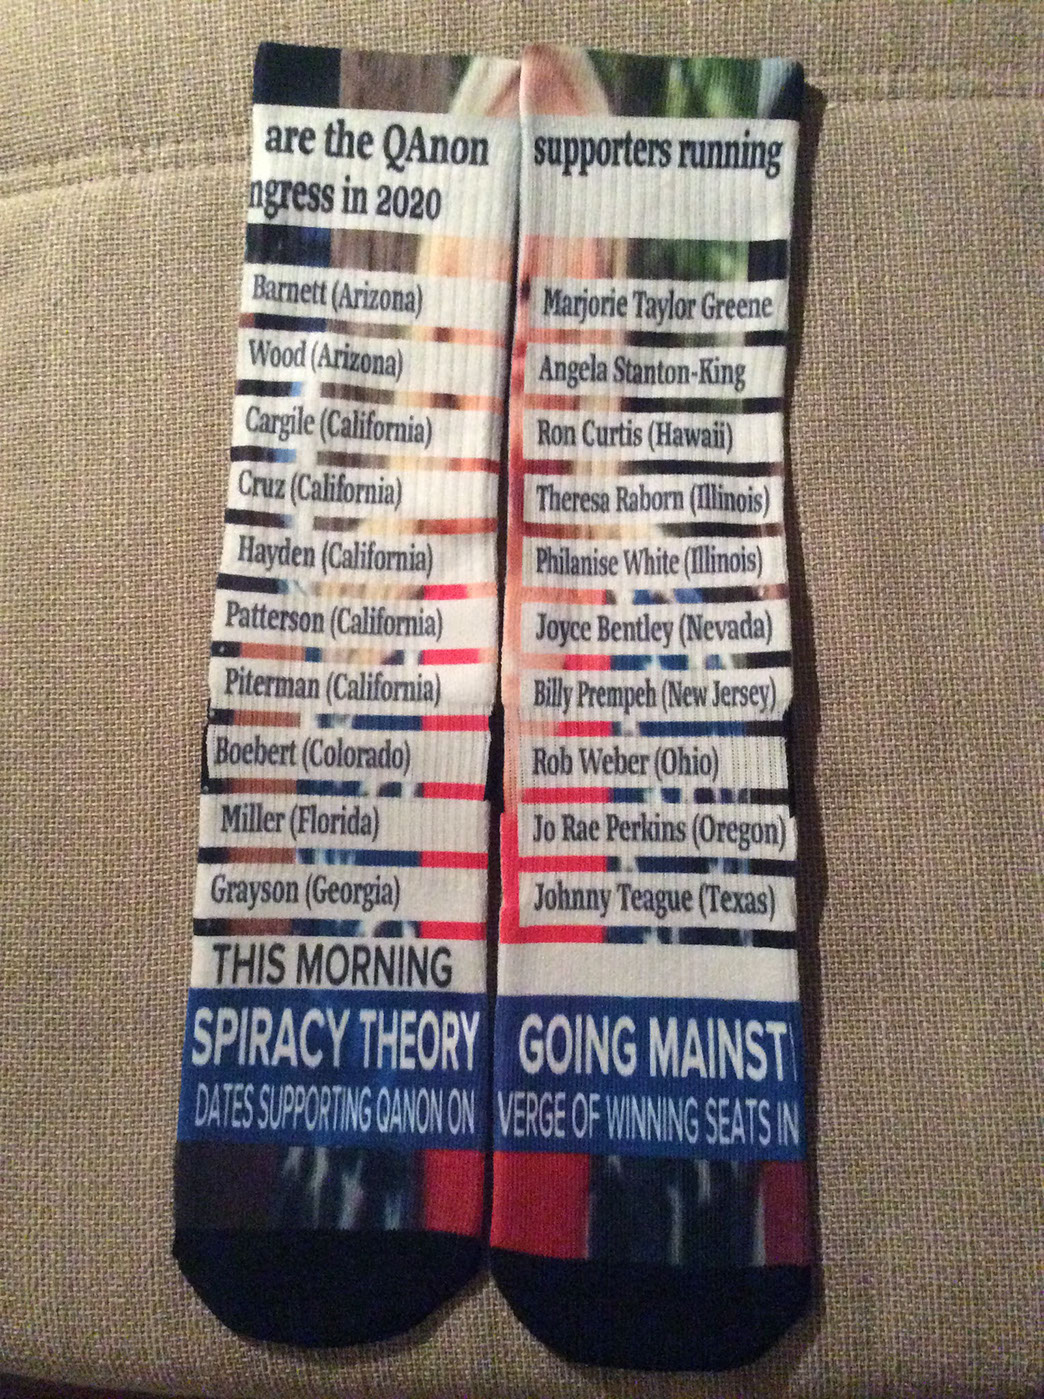 are the QAnon supporters running
ngress in 2020
Barnett (Arizona) Marjorie Taylor Greene
Wood (Arizona) Angela Stanton-King
Cargile (California) Ron Curtis (Hawaii)
Cruz (California) Theresa Raborn (Illinois)
Hayden (California) Philanise White (Illinois)
Patterson (California) Joyce Bentley (Nevada)
Piterman (California) Billy Prempeh (New Jersey)
Boebert (Colorado) Rob Weber (Ohio)
Miller (Florida) Jo Rae Perkins (Oregon)
Grayson (Georgia) Johnny Teague (Texas)
THIS MORNING
SPIRACY THEORY GOING MAINST
DATES SUPPORTING QANON ON VERGE OF WINNING SEATS IN